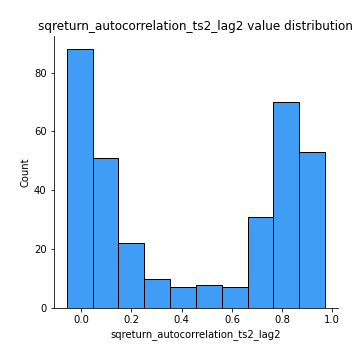 sqreturn_autocorrelation_ts2_lag2 value distribution
80
60
40
20
0
Count
0.0 0.2 0.4 0.6 0.8 1.0
sqreturn_autocorrelation_ts2_lag2